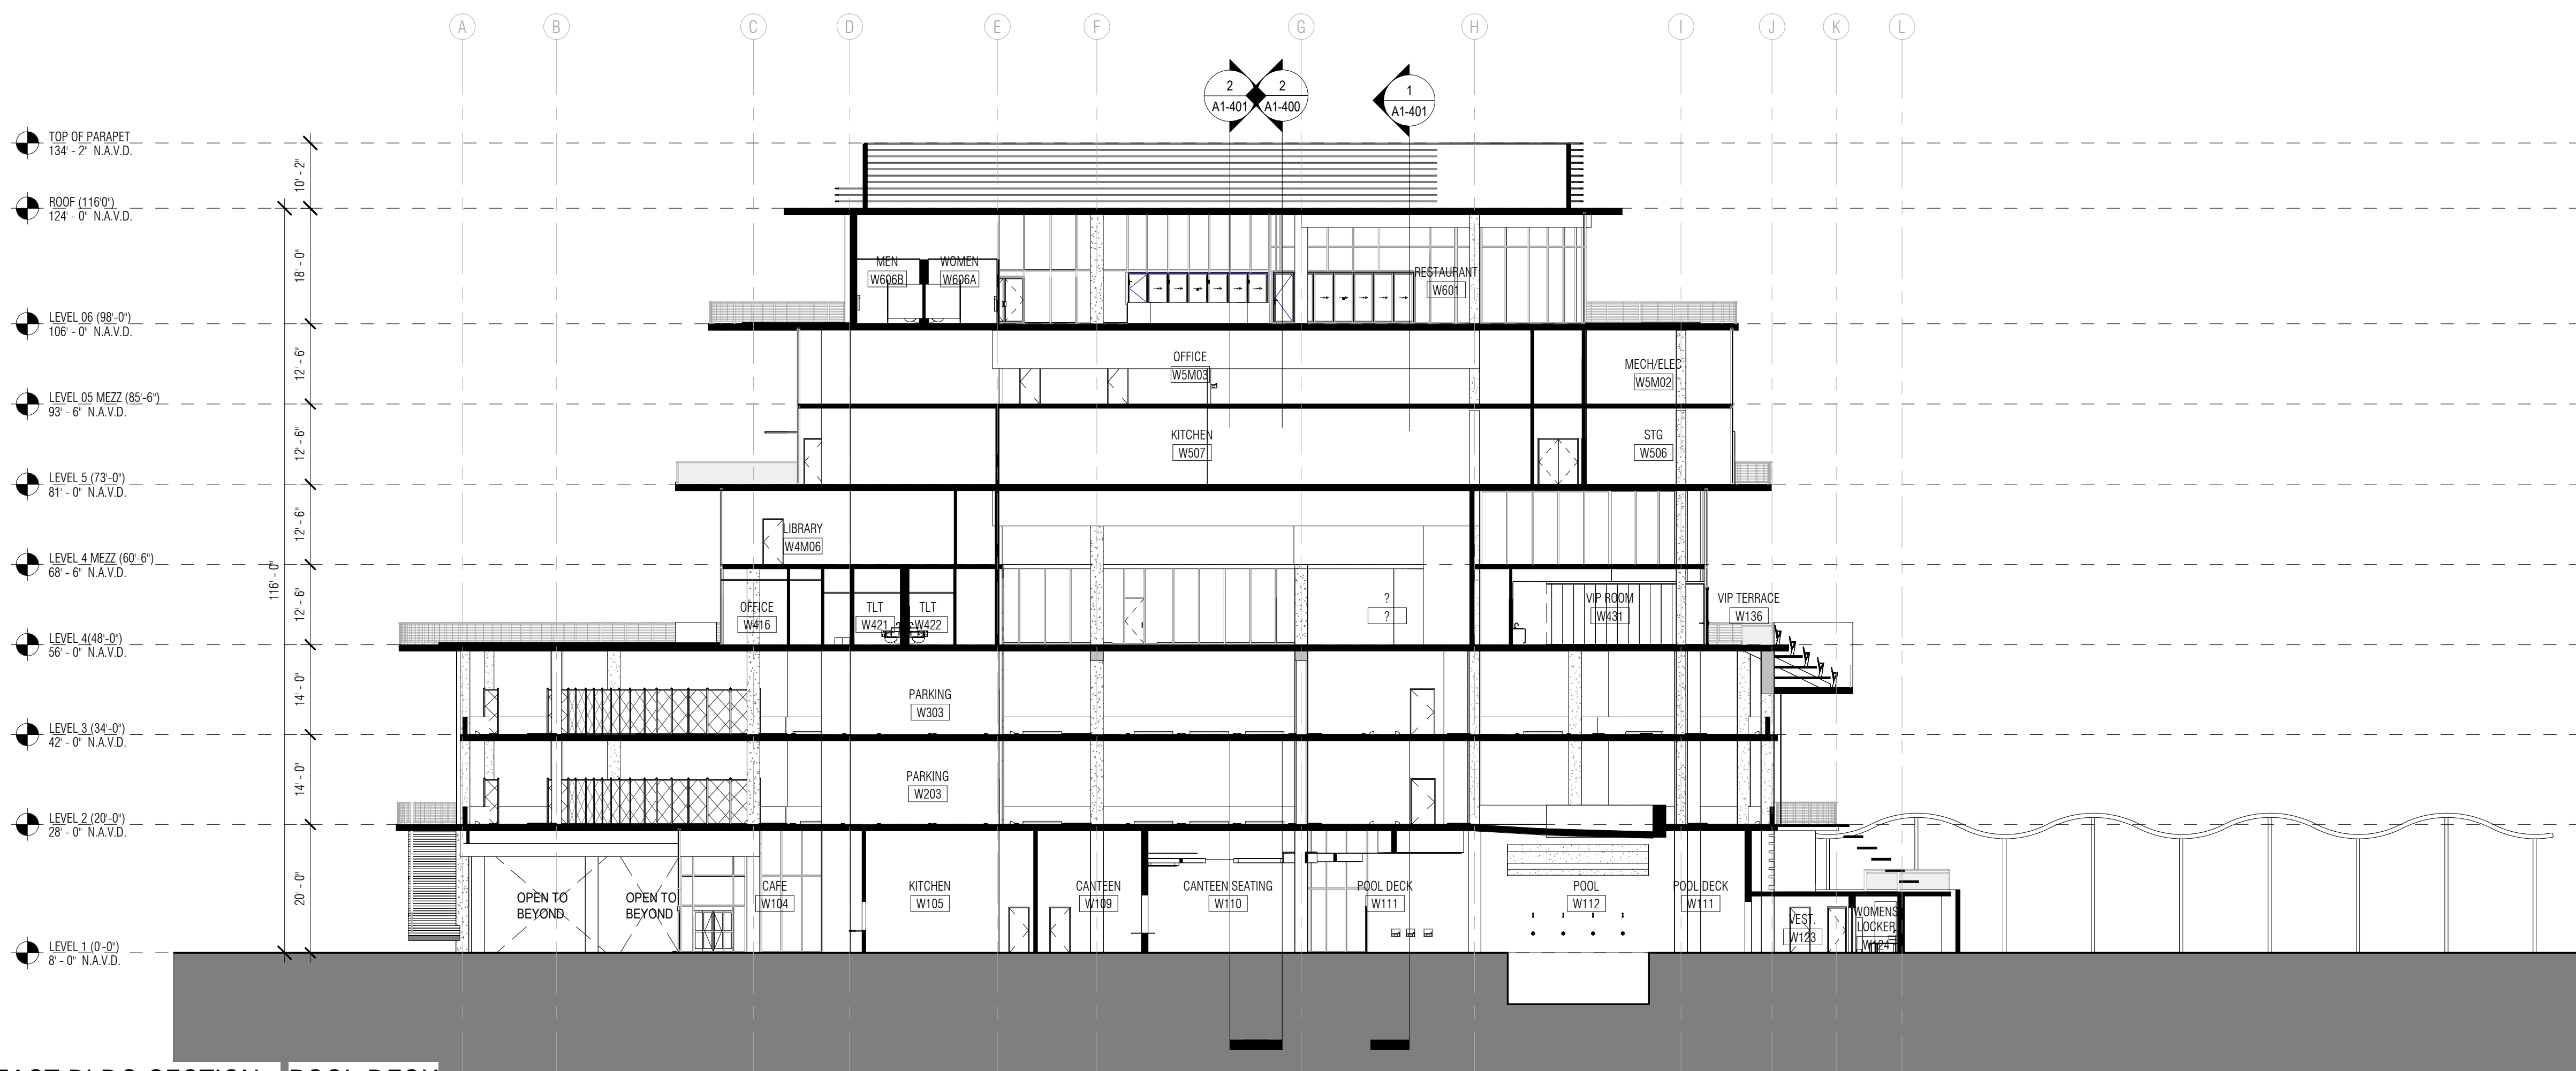 A B C D E F G H I J K L
2 2 1
A1-401 A1-400 A1-401
TOP OF PARAPET
134' - 2" N.A.V.D.
10' - 2"
ROOF (116'0")
124' - 0" N.A.V.D.
18' - 0"
MEN
W606B
WOMEN
W606A
RESTAURANT
W601
LEVEL 06 (98'-0")
106' - 0" N.A.V.D.
12' - 6"
OFFICE
W5M03
MECH/ELEC
W5M02
LEVEL 05 MEZZ (85'-6")
93' - 6" N.A.V.D.
12' - 6"
KITCHEN
W507
STG
W506
LEVEL 5 (73'-0")
81' - 0" N.A.V.D.
12' - 6"
LIBRARY
W4M06
LEVEL 4 MEZZ (60'-6")
68' - 6" N.A.V.D.
116' - 0"
12' - 6"
OFFICE
W416
TLT
W421
TLT
W422
?
?
VIP ROOM
W431
VIP TERRACE
W136
LEVEL 4(48'-0")
56' - 0" N.A.V.D.
14' - 0"
PARKING
W303
LEVEL 3 (34'-0")
42' - 0" N.A.V.D.
14' - 0"
PARKING
W203
LEVEL 2 (20'-0")
28' - 0" N.A.V.D.
20' - 0"
OPEN TO
BEYOND
OPEN TO
BEYOND
CAFE
W104
KITCHEN
W105
CANTEEN
W109
CANTEEN SEATING
W110
POOL DECK
W111
POOL
W112
POOL DECK
W111
VEST.
W123
WOMENS
LOCKER
W124
LEVEL 1 (0'-0")
8' - 0" N.A.V.D.